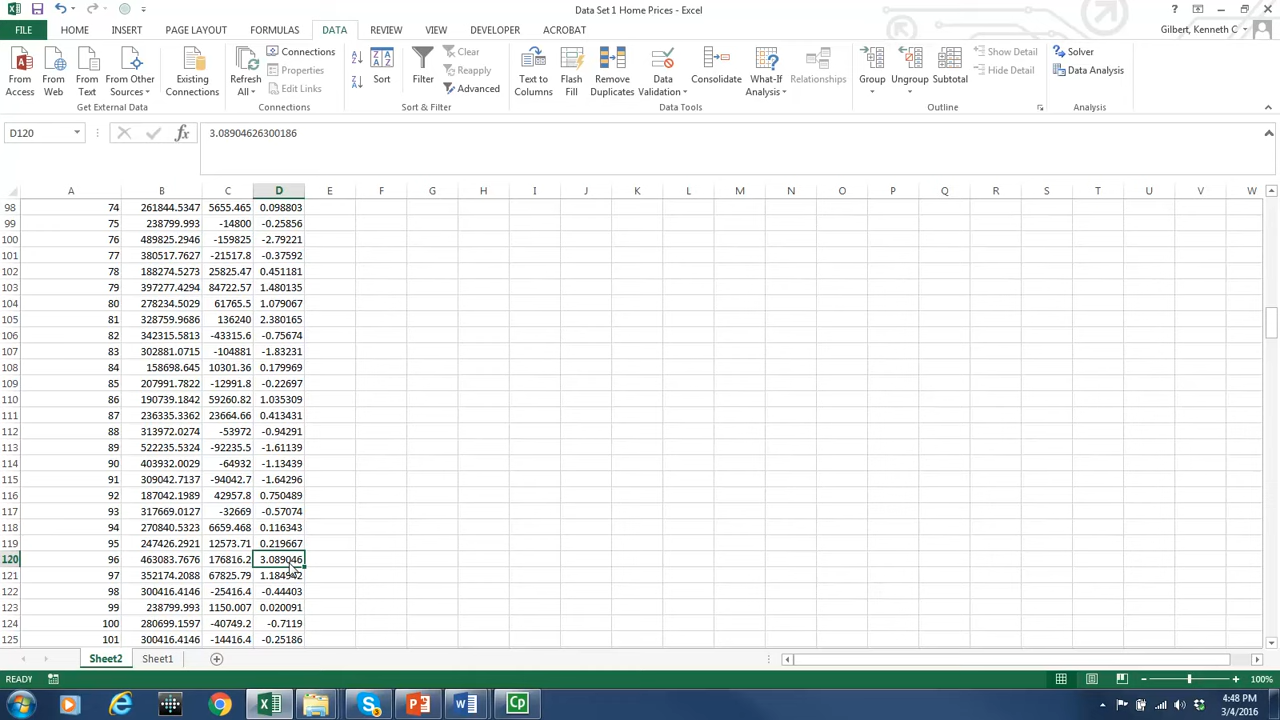 Data Set 1 Home Prices - Excel
FILE HOME INSERT PAGE LAYOUT FORMULAS DATA REVIEW VIEW DEVELOPER ACROBAT Gilbert, Kenneth C
From Access
From Web
From Text
From Other Sources
Existing Connections
Refresh All
Connections
Properties
Edit Links
Sort
Filter
Clear
Reapply
Advanced
Text to Columns
Flash Fill
Remove Duplicates
Data Validation
Consolidate
What-If Analysis
Relationships
Group
Ungroup
Subtotal
Show Detail
Hide Detail
Solver
Data Analysis
Get External Data Connections Sort & Filter Data Tools Outline Analysis
D120 fx 3.08904626300186
A B C D E F G H I J K L M N O P Q R S T U V W
98 74 261844.5347 5655.465 0.098803
99 75 238799.993 -14800 -0.25856
100 76 489825.2946 -159825 -2.79221
101 77 380517.7627 -21517.8 -0.37592
102 78 188274.5273 25825.47 0.451181
103 79 397277.4294 84722.57 1.480135
104 80 278234.5029 61765.5 1.079067
105 81 328759.9686 136240 2.380165
106 82 342315.5813 -43315.6 -0.75674
107 83 302881.0715 -104881 -1.83231
108 84 158698.645 10301.36 0.179969
109 85 207991.7822 -12991.8 -0.22697
110 86 190739.1842 59260.82 1.035309
111 87 236335.3362 23664.66 0.413431
112 88 313972.0274 -53972 -0.94291
113 89 522235.5324 -92235.5 -1.61139
114 90 403932.0029 -64932 -1.13439
115 91 309042.7137 -94042.7 -1.64296
116 92 187042.1989 42957.8 0.750489
117 93 317669.0127 -32669 -0.57074
118 94 270840.5323 6659.468 0.116343
119 95 247426.2921 12573.71 0.219667
120 96 463083.7676 176816.2 3.089046
121 97 352174.2088 67825.79 1.184942
122 98 300416.4146 -25416.4 -0.44403
123 99 238799.993 1150.007 0.020091
124 100 280699.1597 -40749.2 -0.7119
125 101 300416.4146 -14416.4 -0.25186
Sheet2 Sheet1
READY 100%
4:48 PM
3/4/2016